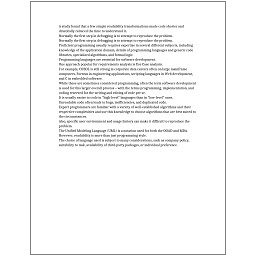 A study found that a few simple readability transformations made code shorter and
drastically reduced the time to understand it.
Normally the first step in debugging is to attempt to reproduce the problem.
Normally the first step in debugging is to attempt to reproduce the problem.
Proficient programming usually requires expertise in several different subjects, including
knowledge of the application domain, details of programming languages and generic code
libraries, specialized algorithms, and formal logic.
Programming languages are essential for software development.
One approach popular for requirements analysis is Use Case analysis.
For example, COBOL is still strong in corporate data centers often on large mainframe
computers, Fortran in engineering applications, scripting languages in Web development,
and C in embedded software.
While these are sometimes considered programming, often the term software development
is used for this larger overall process – with the terms programming, implementation, and
coding reserved for the writing and editing of code per se.
It is usually easier to code in "high-level" languages than in "low-level" ones.
Unreadable code often leads to bugs, inefficiencies, and duplicated code.
Expert programmers are familiar with a variety of well-established algorithms and their
respective complexities and use this knowledge to choose algorithms that are best suited to
the circumstances.
Also, specific user environment and usage history can make it difficult to reproduce the
problem.
The Unified Modeling Language (UML) is a notation used for both the OOAD and MDA.
However, readability is more than just programming style.
The choice of language used is subject to many considerations, such as company policy,
suitability to task, availability of third-party packages, or individual preference.